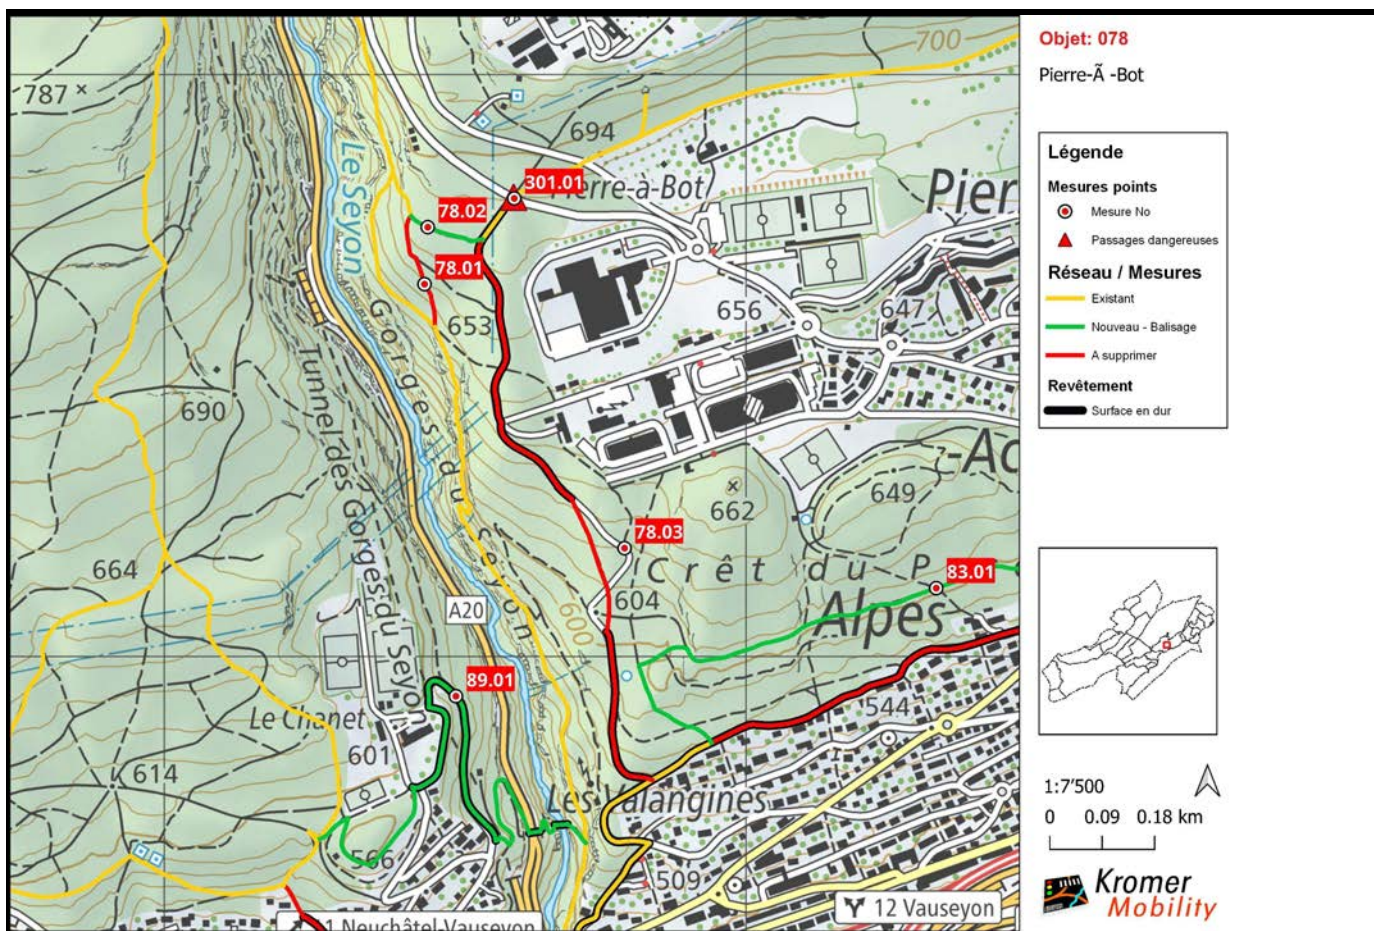 Objet: 078
Pierre-Ã -Bot
Légende
Mesures points
Mesure No
Passages dangereuses
Réseau / Mesures
Existant
Nouveau - Balisage
A supprimer
Revêtement
Surface en dur
1:7'500
0 0.09 0.18 km
Kromer
Mobility
700
787
694
301.01
Pierre-a-Bot
Pier
78.02
Le Seyon
78.01
653
656
647
Gorges du Seyon
Tunnel des Gorges du Seyon
690
-Ac
662
649
78.03
Crêt du P
83.01
664
A20
604
600
Alpes
89.01
Le Chanet
544
601
614
Les Valangines
566
509
12 Vauseyon
1 Neuchâtel-Vauseyon